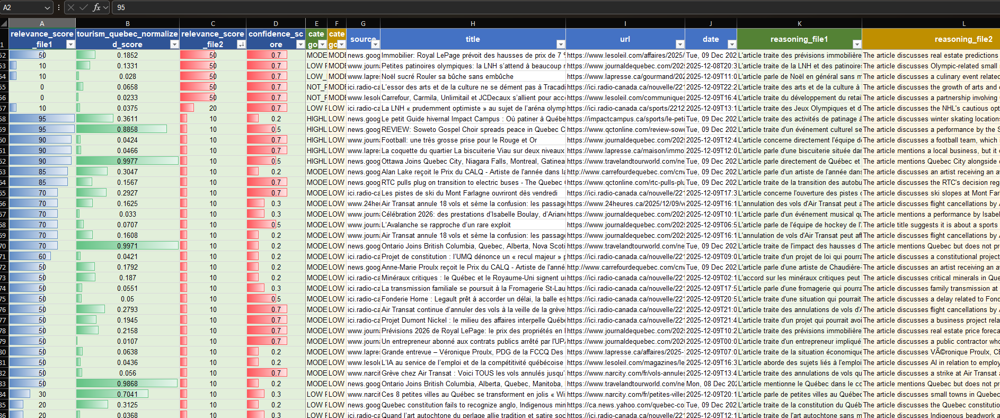 A2 fx 95
A B C D E F G H I J K L
1 relevance_score_file1 tourism_quebec_normalized_score relevance_score_file2 confidence_score catego catego source title url date reasoning_file1 reasoning_file2
52 50 0.1852 50 0.7 MODE MODE news.goog Immobilier: Royal LePage prévoit des hausses de prix de 7 % https://www.lesoleil.com/affaires/2025/ Tue, 09 Dec 202 L'article traite des prévisions immobilière The article discusses real estate predictions
53 10 0.1331 50 0.7 LOW MODE www.journ Petites patinoires olympiques: la LNH s'attend à beaucoup https://www.journaldequebec.com/202 2025-12-08T20:3 L'article traite de la LNH et des patinoires The article discusses Olympic-related small
54 10 0.028 50 0.7 LOW_ MODE www.lapres Noël sucré Rouler sa bûche sans embûche https://www.lapresse.ca/gourmand/202 2025-12-09T11:0 L'article parle de Noël en général sans m The article discusses a culinary event related
55 0 0.0658 50 0.7 NOT_F MODE ici.radio-ca L'essor des arts et de la culture ne se dément pas à Tracadi https://ici.radio-canada.ca/nouvelle/22 2025-12-09T22:2 L'article traite des arts et de la culture à The article discusses the growth of arts and
56 0 0.0233 50 0.7 NOT_F MODE www.lesol Carrefour, Carmila, Unlimitail et JCDecaux s'allient pour acc https://www.lesoleil.com/communiques 2025-12-09T16:4 L'article traite du développement du retai The article discusses a partnership involving
57 10 0.0375 20 0.7 LOW LOW ici.radio-ca La LNH « prudemment optimiste » au sujet de l'aréna olymp https://ici.radio-canada.ca/sports/2212 2025-12-09T13:1 L'article traite des Jeux Olympiques et d The article discusses the NHL's cautious opt
58 95 0.3611 10 0.2 HIGHL LOW news.goog Le petit Guide hivernal Impact Campus : Où patiner à Québe https://impactcampus.ca/sports/le-peti Tue, 09 Dec 202 L'article traite des activités de patinage à The article discusses winter skating location
59 95 0.8858 10 0.5 HIGHL LOW news.goog REVIEW: Soweto Gospel Choir spreads peace in Quebec C https://www.qctonline.com/review-sow Tue, 09 Dec 202 L'article traite d'un événement culturel se The article discusses a performance by the S
60 90 0.0424 10 0.7 HIGHL LOW www.journ Football: une très grosse prise pour le Rouge et Or https://www.journaldequebec.com/202 2025-12-09T12:4 L'article concerne directement l'équipe de The article discusses a football team, which
61 90 0.0466 10 0.7 HIGHL LOW www.lapres La coquette du quartier La biscuiterie Viau sur deux niveaux https://www.lapresse.ca/maison/immo 2025-12-09T12:0 L'article parle d'une biscuiterie située dan The article mentions a local business, but it
62 90 0.9977 10 0.5 HIGHL LOW news.goog Ottawa Joins Quebec City, Niagara Falls, Montreal, Gatinea https://www.travelandtourworld.com/ne Tue, 09 Dec 202 L'article parle directement de Québec et The article mentions Quebec City alongside
63 85 0.3047 10 0.2 MODE LOW news.goog Alan Lake reçoit le Prix du CALQ - Artiste de l'année dans la http://www.carrefourdequebec.com/cnw Tue, 09 Dec 202 L'article parle d'un artiste de l'année dans The article discusses an artist receiving an aw
64 85 0.1567 10 0.7 MODE LOW news.goog RTC pulls plug on transition to electric buses - The Quebec https://www.qctonline.com/rtc-pulls-plu Tue, 09 Dec 202 L'article traite de la transition des autobu The article discusses the RTC's decision reg
65 70 0.2927 10 0.7 MODE LOW ici.radio-ca Les pistes de ski du Mont Farlagne ouvriront dès vendredi https://ici.radio-canada.ca/nouvelle/22 2025-12-09T17:3 L'article concerne l'ouverture des pistes The article discusses ski slopes at Mont Far
66 70 0.1625 10 0.3 MODE LOW www.24he Air Transat annule 18 vols et sème la confusion: les passage https://www.24heures.ca/2025/12/09/v 2025-12-09T16:1 L'annulation des vols d'Air Transat peut a The article discusses flight cancellations by
67 70 0.033 10 0.3 MODE LOW www.journ Célébration 2026: des prestations d'Isabelle Boulay, d'Ariane https://www.journaldequebec.com/202 2025-12-09T10:1 L'article parle d'un événement musical qu The article mentions a performance by Isabel
68 70 0.0707 10 0.5 MODE LOW www.journ L'Avalanche se rapproche d'un rare exploit https://www.journaldequebec.com/202 2025-12-09T06:5 L'article parle de l'équipe de hockey de l' The article title suggests it is about a sports
69 70 0.1608 10 0.2 MODE LOW www.journ Air Transat annule 18 vols et sème la confusion: les passage https://www.journaldequebec.com/202 2025-12-09T16:1 L'annulation de vols d'Air Transat peut af The article discusses flight cancellations by
70 70 0.9971 10 0.2 MODE LOW news.goog Ontario Joins British Columbia, Quebec, Alberta, Nova Scoti https://www.travelandtourworld.com/ne Tue, 09 Dec 202 L'article traite de l'impact des hausses d The article mentions Quebec but does not pr
71 60 0.0421 10 0.2 MODE LOW ici.radio-ca Projet de constitution : l'UMQ dénonce un « recul majeur » p https://ici.radio-canada.ca/nouvelle/22 2025-12-09T09:0 L'article traite d'un projet de loi qui pourra The article discusses a constitutional project
72 50 0.1792 10 0.2 MODE LOW news.goog Anne-Marie Proulx reçoit le Prix du CALQ - Artiste de l'anné http://www.carrefourdequebec.com/cnw Tue, 09 Dec 202 L'article parle d'une artiste de Chaudière- The article discusses an artist receiving an aw
73 50 0.187 10 0.2 MODE LOW ici.radio-ca Minéraux critiques : le Québec et le Royaume-Uni signent u https://ici.radio-canada.ca/nouvelle/22 2025-12-09T02:1 L'accord sur les minéraux critiques peut The article discusses critical minerals in Que
74 50 0.0551 10 0.3 MODE LOW ici.radio-ca La transmission familiale se poursuit à la Fromagerie St-Lau https://ici.radio-canada.ca/nouvelle/22 2025-12-09T17:5 L'article parle d'une fromagerie qui pourra The article discusses family transmission at
75 50 0.05 10 0.5 MODE LOW ici.radio-ca Fonderie Horne : Legault prêt à accorder un délai, la balle es https://ici.radio-canada.ca/nouvelle/22 2025-12-09T20:5 L'article traite d'une situation qui pourrait The article discusses a delay related to Fond
76 50 0.2793 10 0.7 MODE LOW ici.radio-ca Air Transat continue d'annuler des vols à la veille de la grève https://ici.radio-canada.ca/nouvelle/22 2025-12-09T21:0 L'article traite des annulations de vols d'A The article discusses flight cancellations by
77 50 0.1945 10 0.7 MODE LOW ici.radio-ca Projet Dumont Nickel : le milieu des affaires interpelle Québe https://ici.radio-canada.ca/nouvelle/22 2025-12-09T21:4 L'article traite d'un projet qui pourrait avoi The article discusses a business project rela
78 50 0.2158 10 0.7 MODE LOW www.journ Prévisions 2026 de Royal LePage: le prix des propriétés en https://www.journaldequebec.com/202 2025-12-09T10:2 L'article traite des prévisions immobilière The article discusses real estate price foreca
79 50 0.0107 10 0.7 MODE LOW www.journ Un entrepreneur abonné aux contrats publics arrêté par l'UPA https://www.journaldequebec.com/202 2025-12-09T00:0 L'article traite d'un entrepreneur impliqué The article discusses a public contractor who
80 50 0.0638 10 0.2 MODE LOW www.lapres Grande entrevue – Véronique Proulx, PDG de la FCCQ Des https://www.lapresse.ca/affaires/2025- 2025-12-09T07:0 L'article traite de la situation économique The article discusses VÃ©ronique Proulx, CE
81 50 0.0436 10 0.2 MODE LOW www.lesol L'IA au service de l'emploi et de la compétitivité québécoise https://www.lesoleil.com/magazines/le 2025-12-09T16:3 L'article aborde des sujets liés à l'emploi The article discusses AI in relation to employ
82 50 0.056 10 0.7 MODE LOW www.narcit Grève chez Air Transat : Voici TOUS les vols annulés jusqu' https://www.narcity.com/fr/vols-annules 2025-12-09T13:4 L'article traite des annulations de vols qu The article discusses a strike at Air Transat
83 50 0.9868 10 0.2 MODE LOW news.goog Ontario Joins British Columbia, Alberta, Quebec, Manitoba, https://www.travelandtourworld.com/ne Mon, 08 Dec 202 L'article mentionne le Québec dans le co The article mentions Quebec but does not pr
84 30 0.7041 10 0.3 LOW LOW www.narcit Ces 8 petites villes au Québec se transforment en jolis « Wi https://www.narcity.com/fr/petites-villes 2025-12-09T20:1 L'article parle de petites villes au Québec The article discusses small towns in Quebec
85 20 0.3125 10 0.2 LOW LOW news.goog Quebec constitution fails to recognize anglo, Indigenous min https://ca.news.yahoo.com/quebec-co Tue, 09 Dec 202 L'article traite de la constitution du Québ The article discusses the Quebec constitutio
86 20 0.0368 10 0.3 LOW LOW ici.radio-ca Quand l'art autochtone du perlage allie tradition et satire soc https://ici.radio-canada.ca/nouvelle/22 2025-12-09T12:1 L'article traite de l'art autochtone sans m The article discusses Indigenous beadwork a